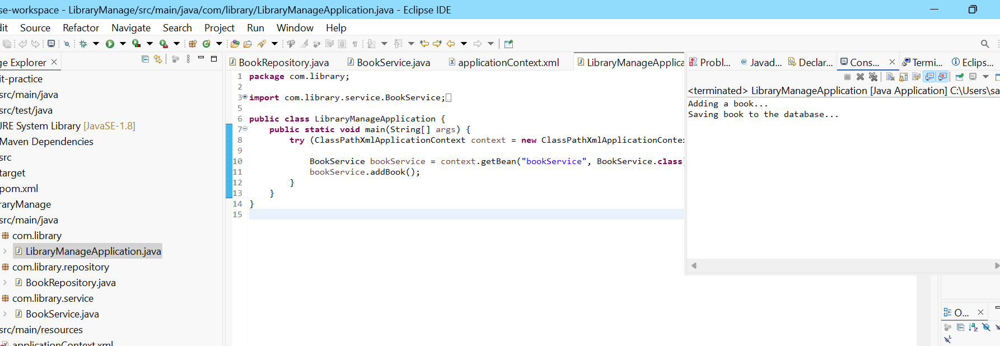 se-workspace - LibraryManage/src/main/java/com/library/LibraryManageApplication.java - Eclipse IDE
dit Source Refactor Navigate Search Project Run Window Help
ge Explorer
it-practice
src/main/java
src/test/java
JRE System Library [JavaSE-1.8]
Maven Dependencies
src
target
pom.xml
raryManage
src/main/java
com.library
LibraryManageApplication.java
com.library.repository
BookRepository.java
com.library.service
BookService.java
src/main/resources
applicationContext.xml
BookRepository.java BookService.java applicationContext.xml LibraryManageApplica
1 package com.library;
2
3 import com.library.service.BookService;
5
6 public class LibraryManageApplication {
7 public static void main(String[] args) {
8 try (ClassPathXmlApplicationContext context = new ClassPathXmlApplicationContex
9
10 BookService bookService = context.getBean("bookService", BookService.class)
11 bookService.addBook();
12 }
13 }
14 }
15
Probl... Javad... Declar... Cons... Termi... Eclips...
<terminated> LibraryManageApplication [Java Application] C:\Users\sa
Adding a book...
Saving book to the database...
O...